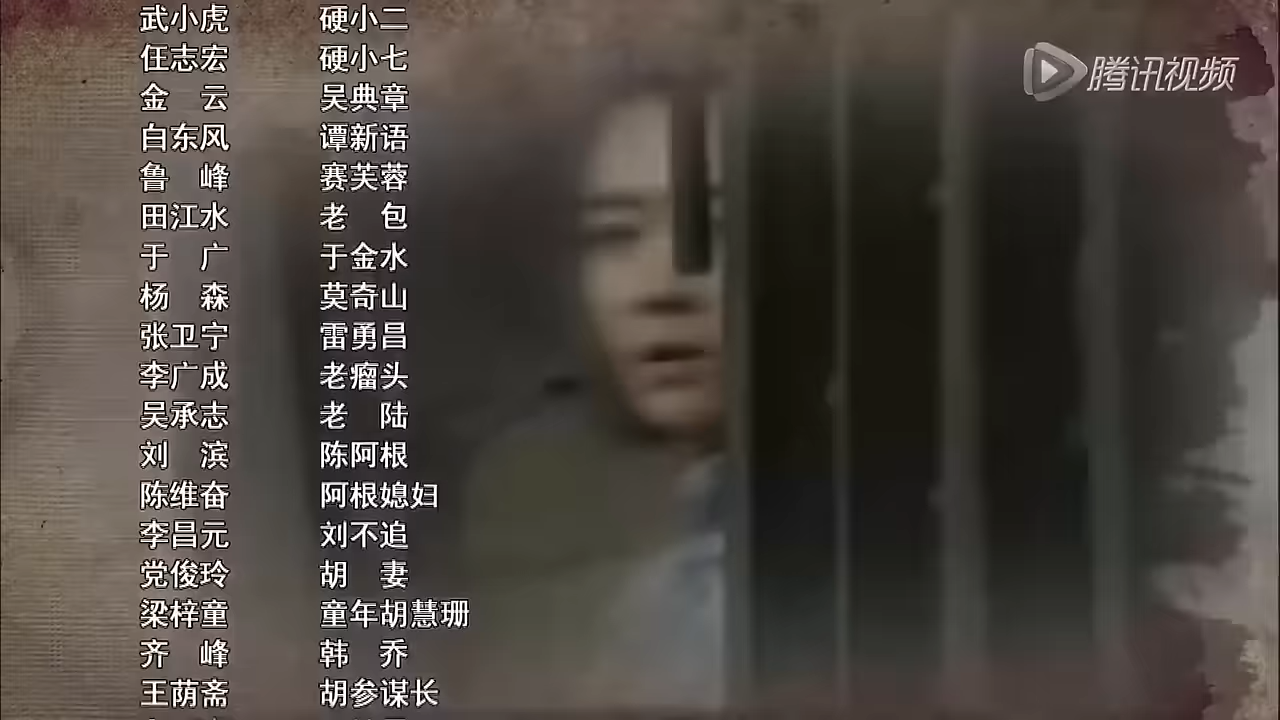 武小虎 硬小二
任志宏 硬小七
金 云 吴典章
白东风 谭新语
鲁 峰 赛芙蓉
田江水 老 包
于 广 于金水
杨 森 莫奇山
张卫宁 雷勇昌
李广成 老瘤头
吴承志 老 陆
刘 滨 陈阿根
陈维奋 阿根媳妇
李昌元 刘不追
党俊玲 胡 妻
梁梓童 童年胡慧珊
齐 峰 韩 乔
王荫斋 胡参谋长
腾讯视频